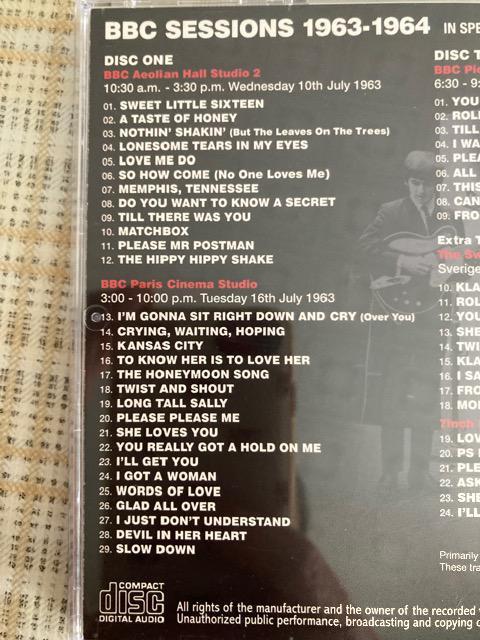 BBC SESSIONS 1963-1964 IN SPE
DISC ONE
BBC Aeolian Hall Studio 2
10:30 a.m. - 3:30 p.m. Wednesday 10th July 1963
01. SWEET LITTLE SIXTEEN
02. A TASTE OF HONEY
03. NOTHIN' SHAKIN' (But The Leaves On The Trees)
04. LONESOME TEARS IN MY EYES
05. LOVE ME DO
06. SO HOW COME (No One Loves Me)
07. MEMPHIS, TENNESSEE
08. DO YOU WANT TO KNOW A SECRET
09. TILL THERE WAS YOU
10. MATCHBOX
11. PLEASE MR POSTMAN
12. THE HIPPY HIPPY SHAKE
BBC Paris Cinema Studio
3:00 - 10:00 p.m. Tuesday 16th July 1963
13. I'M GONNA SIT RIGHT DOWN AND CRY (Over You)
14. CRYING, WAITING, HOPING
15. KANSAS CITY
16. TO KNOW HER IS TO LOVE HER
17. THE HONEYMOON SONG
18. TWIST AND SHOUT
19. LONG TALL SALLY
20. PLEASE PLEASE ME
21. SHE LOVES YOU
22. YOU REALLY GOT A HOLD ON ME
23. I'LL GET YOU
24. I GOT A WOMAN
25. WORDS OF LOVE
26. GLAD ALL OVER
27. I JUST DON'T UNDERSTAND
28. DEVIL IN HER HEART
29. SLOW DOWN
DISC T
BBC Pic
6:30 - 9:
01. YOU
02. ROLL
03. TILL
04. I WA
05. PLEA
06. ALL
07. THIS
08. CAN
09. FRO
Extra T
The Sw
Sverige
10. KLA
11. ROL
12. YOU
13. SHE
14. TWI
15. KLA
16. I SA
17. FRO
18. MO
7inch
19. LOV
20. PS I
21. PLE
22. ASK
23. SHE
24. I'LL
Primarily
These tra
COMPACT
disc
DIGITAL AUDIO
All rights of the manufacturer and the owner of the recorded
Unauthorized public performance, broadcasting and copying